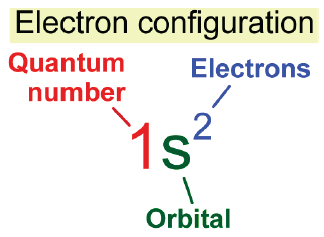 Electron configuration
Quantum number
Electrons
1s²
Orbital